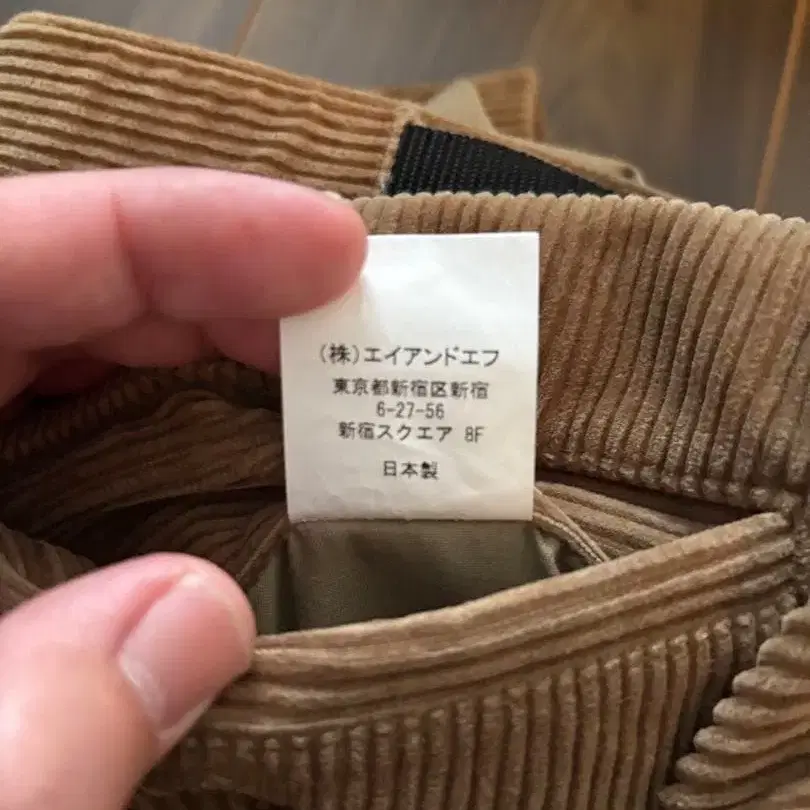 (株)エイアンドエフ
東京都新宿区新宿
6-27-56
新宿スクエア 8F
日本製